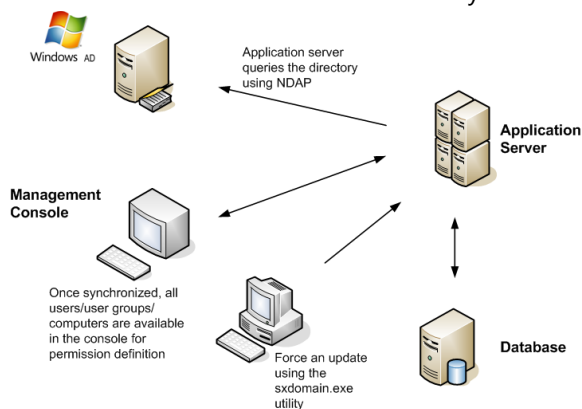 Windows AD
Application server
queries the directory
using NDAP
Application
Server
Management
Console
Once synchronized, all
users/user groups/
computers are available
in the console for
permission definition
Force an update
using the
sxdomain.exe
utility
Database